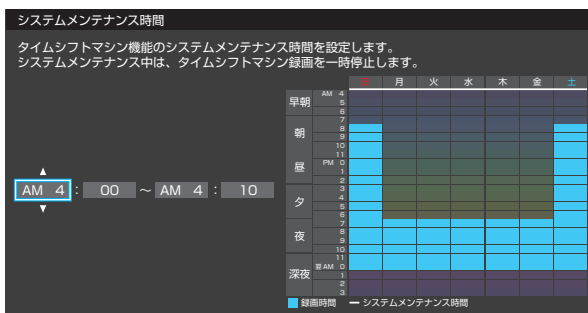 システムメンテナンス時間
タイムシフトマシン機能のシステムメンテナンス時間を設定します。
システムメンテナンス中は、タイムシフトマシン録画を一時停止します。
日 月 火 水 木 金 土
早朝 AM 4
5
6
朝 7
8
9
10
11
昼 PM 0
1
2
夕 3
4
5
6
夜 7
8
9
10
深夜 11
翌AM 0
1
2
3
AM 4 : 00 ～ AM 4 : 10
録画時間 システムメンテナンス時間